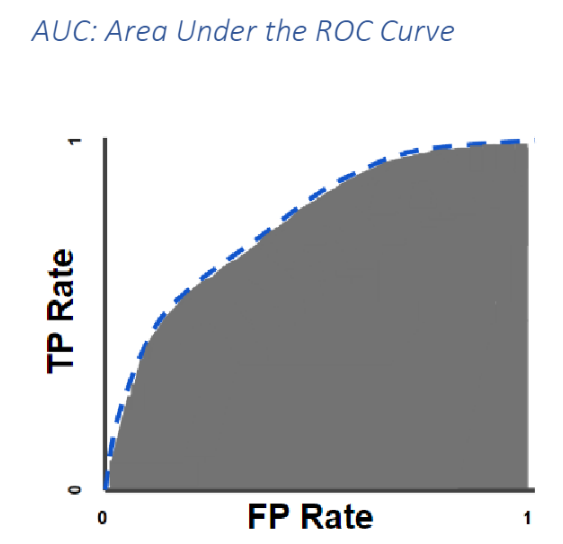 AUC: Area Under the ROC Curve
1
TP Rate
0
0
FP Rate
1